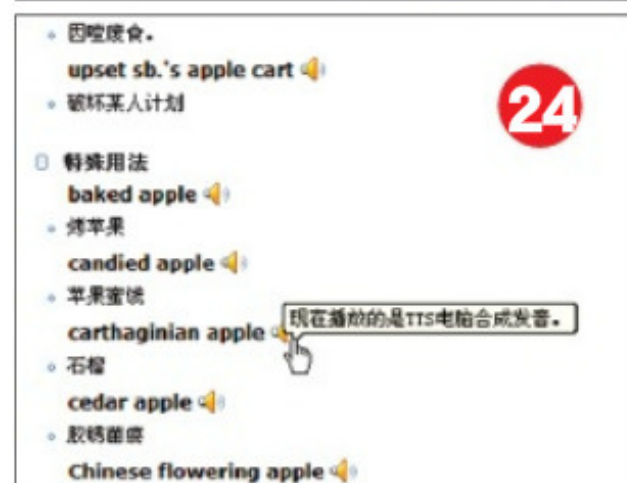 因噎废食。
upset sb.'s apple cart
破坏某人计划
24
特殊用法
baked apple
烤苹果
candied apple
苹果蜜饯
carthaginian apple
现在播放的是TTS电脑合成发音。
石榴
cedar apple
胶锈菌瘿
Chinese flowering apple